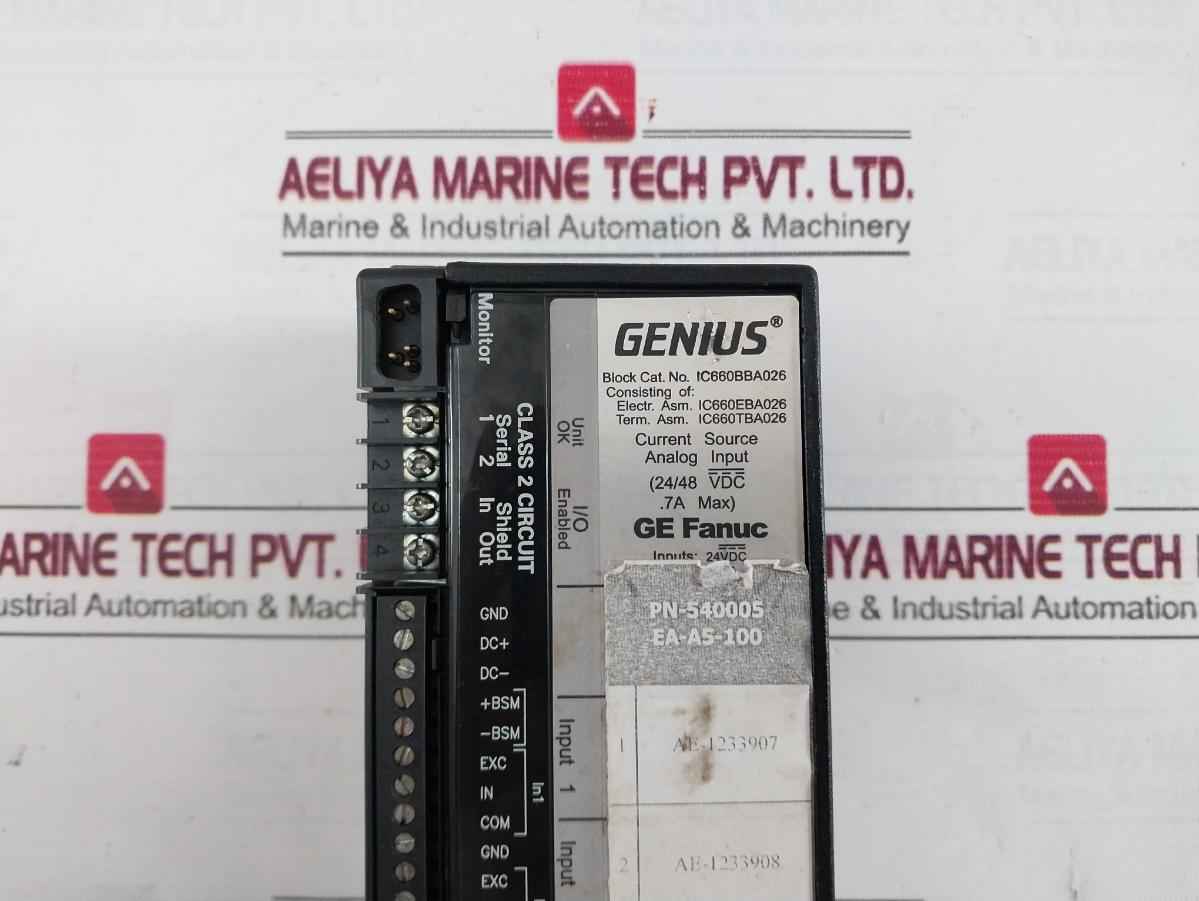 AELIYA MARINE TECH PVT. LTD.
Marine & Industrial Automation & Machinery
Monitor
1
2
3
4
CLASS 2 CIRCUIT
Serial
1 2
Shield
In Out
Unit
OK
I/O
Enabled
GENIUS®
Block Cat. No. IC660BBA026
Consisting of:
Electr. Asm. IC660EBA026
Term. Asm. IC660TBA026
Current Source
Analog Input
(24/48 VDC
.7A Max)
GE Fanuc
Inputs: 24VDC
PN-540005
EA-AS-100
ARINE TECH PVT. L
ustrial Automation & Mach
IYA MARINE TECH
e & Industrial Automation
GND
DC+
DC-
+BSM
-BSM
EXC
IN
COM
In1
GND
EXC
Input 1
Input
1 AE-1233907
2 AE-1233908